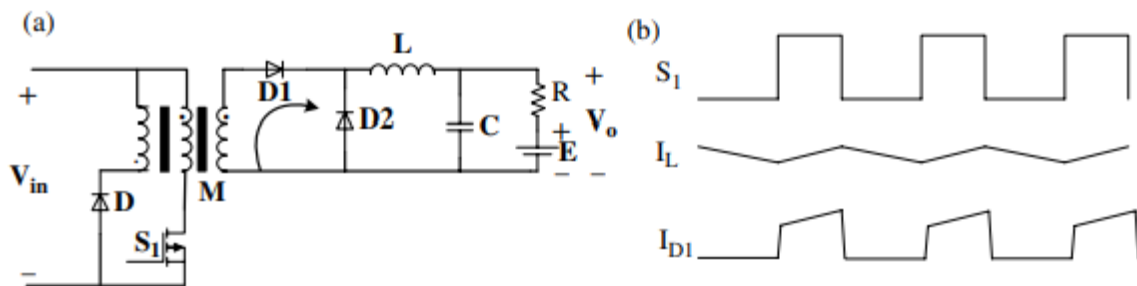 (a)
L
+
D1
R
+
D2
C
+
V_o
E
V_in
D
M
− −
S_1
−
(b)
S_1
I_L
I_D1